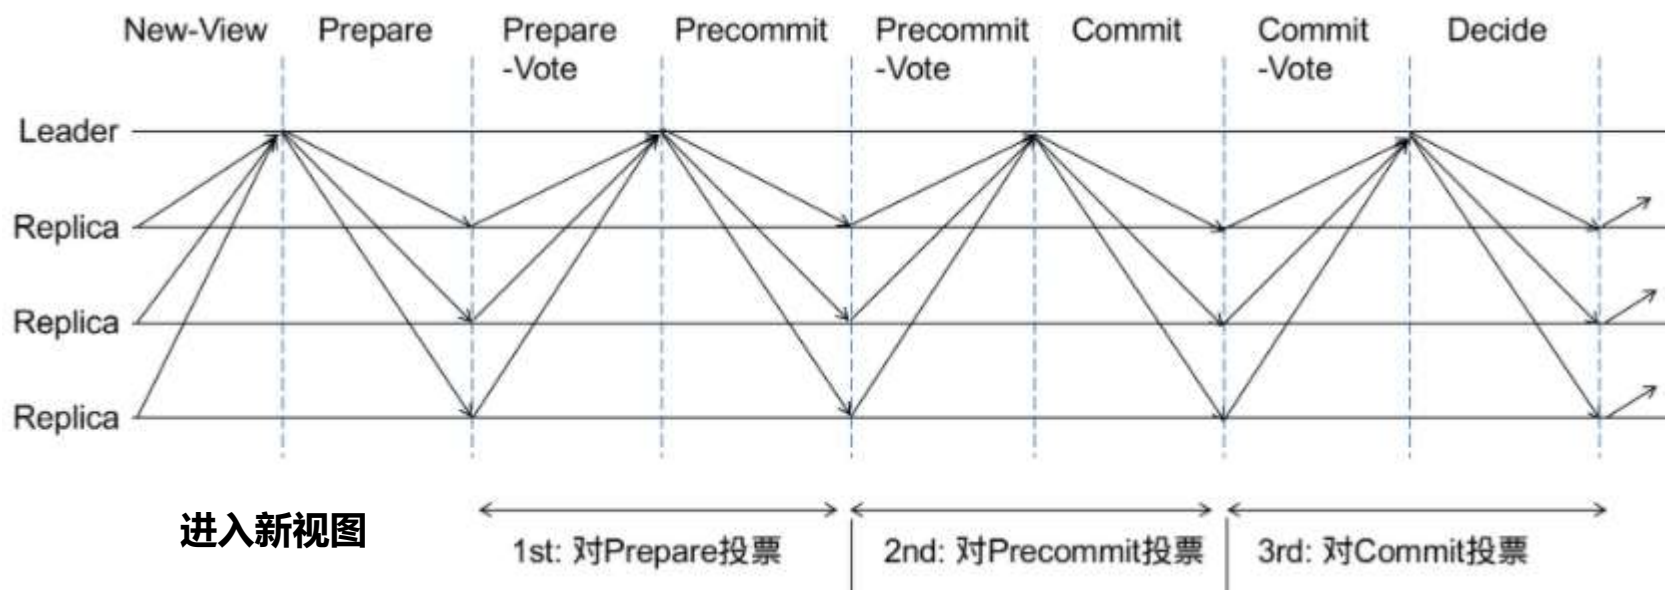 New-View Prepare Prepare Precommit Precommit Commit Commit Decide
-Vote -Vote -Vote
Leader
Replica
Replica
Replica
进入新视图
1st: 对Prepare投票 2nd: 对Precommit投票 3rd: 对Commit投票